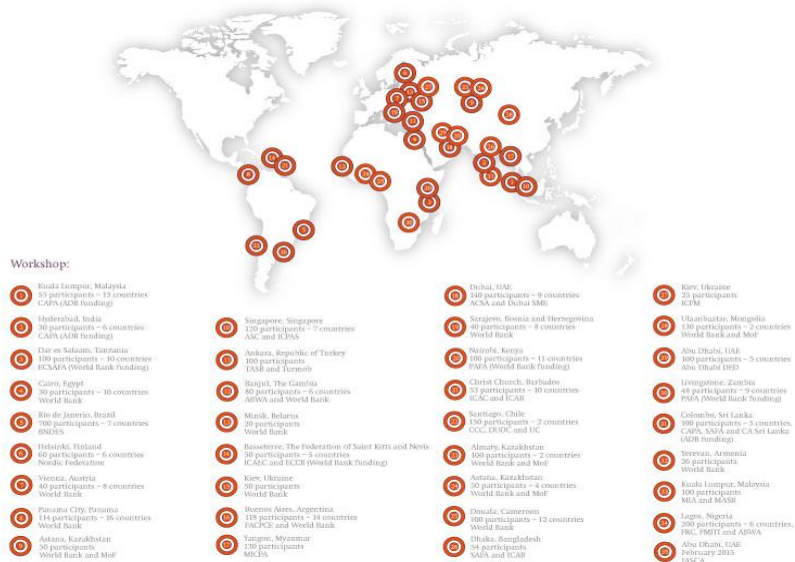 Workshop:
Kuala Lumpur, Malaysia
55 participants – 15 countries
CAPA (ADB funding)
Hyderabad, India
30 participants – 6 countries
CAPA (ADB funding)
Dar es Salaam, Tanzania
100 participants – 10 countries
ECSAFA (World Bank funding)
Cairo, Egypt
30 participants – 10 countries
World Bank
Rio de Janerio, Brazil
700 participants – 7 countries
BNDES
Helsinki, Finland
60 participants – 6 countries
Nordic Federation
Vienna, Austria
40 participants – 8 countries
World Bank
Panama City, Panama
114 participants – 16 countries
World Bank
Astana, Kazakhstan
50 participants
World Bank and MoF
Singapore, Singapore
120 participants – 7 countries
ASC and ICPAS
Ankara, Republic of Turkey
100 participants
TASB and Turmob
Banjul, The Gambia
80 participants – 6 countries
ABWA and World Bank
Minsk, Belarus
20 participants
World Bank
Basseterre, The Federation of Saint Kitts and Nevis
50 participants – 5 countries
ICAEC and ECCB (World Bank funding)
Kiev, Ukraine
50 participants
World Bank
Buenos Aires, Argentina
118 participants – 14 countries
FACPCE and World Bank
Yangon, Myanmar
130 participants
MICPA
Dubai, UAE
140 participants – 9 countries
ACSA and Dubai SME
Sarajevo, Bosnia and Herzegovina
40 participants – 8 countries
World Bank
Nairobi, Kenya
100 participants – 11 countries
PAFA (World Bank funding)
Christ Church, Barbados
53 participants – 10 countries
ICAC and ICAB
Santiago, Chile
150 participants – 2 countries
CCC, DUOC and UC
Almaty, Kazakhstan
100 participants – 2 countries
World Bank and MoF
Astana, Kazakhstan
50 participants – 4 countries
World Bank and MoF
Douala, Cameroon
100 participants – 12 countries
World Bank
Dhaka, Bangladesh
54 participants
SAFA and ICAB
Kiev, Ukraine
25 participants
ICFM
Ulaanbaatar, Mongolia
130 participants – 2 countries
World Bank and MoF
Abu Dhabi, UAE
100 participants – 5 countries
Abu Dhabi DED
Livingstone, Zambia
48 participants – 9 countries
PAFA (World Bank funding)
Colombo, Sri Lanka
100 participants – 5 countries,
CAPA, SAFA and CA Sri Lanka
(ADB funding)
Yerevan, Armenia
26 participants
World Bank
Kuala Lumpur, Malaysia
100 participants
MIA and MASB
Lagos, Nigeria
200 participants – 6 countries,
FRC, PMITI and ABWA
Abu Dhabi, UAE
February 2015
IASCA